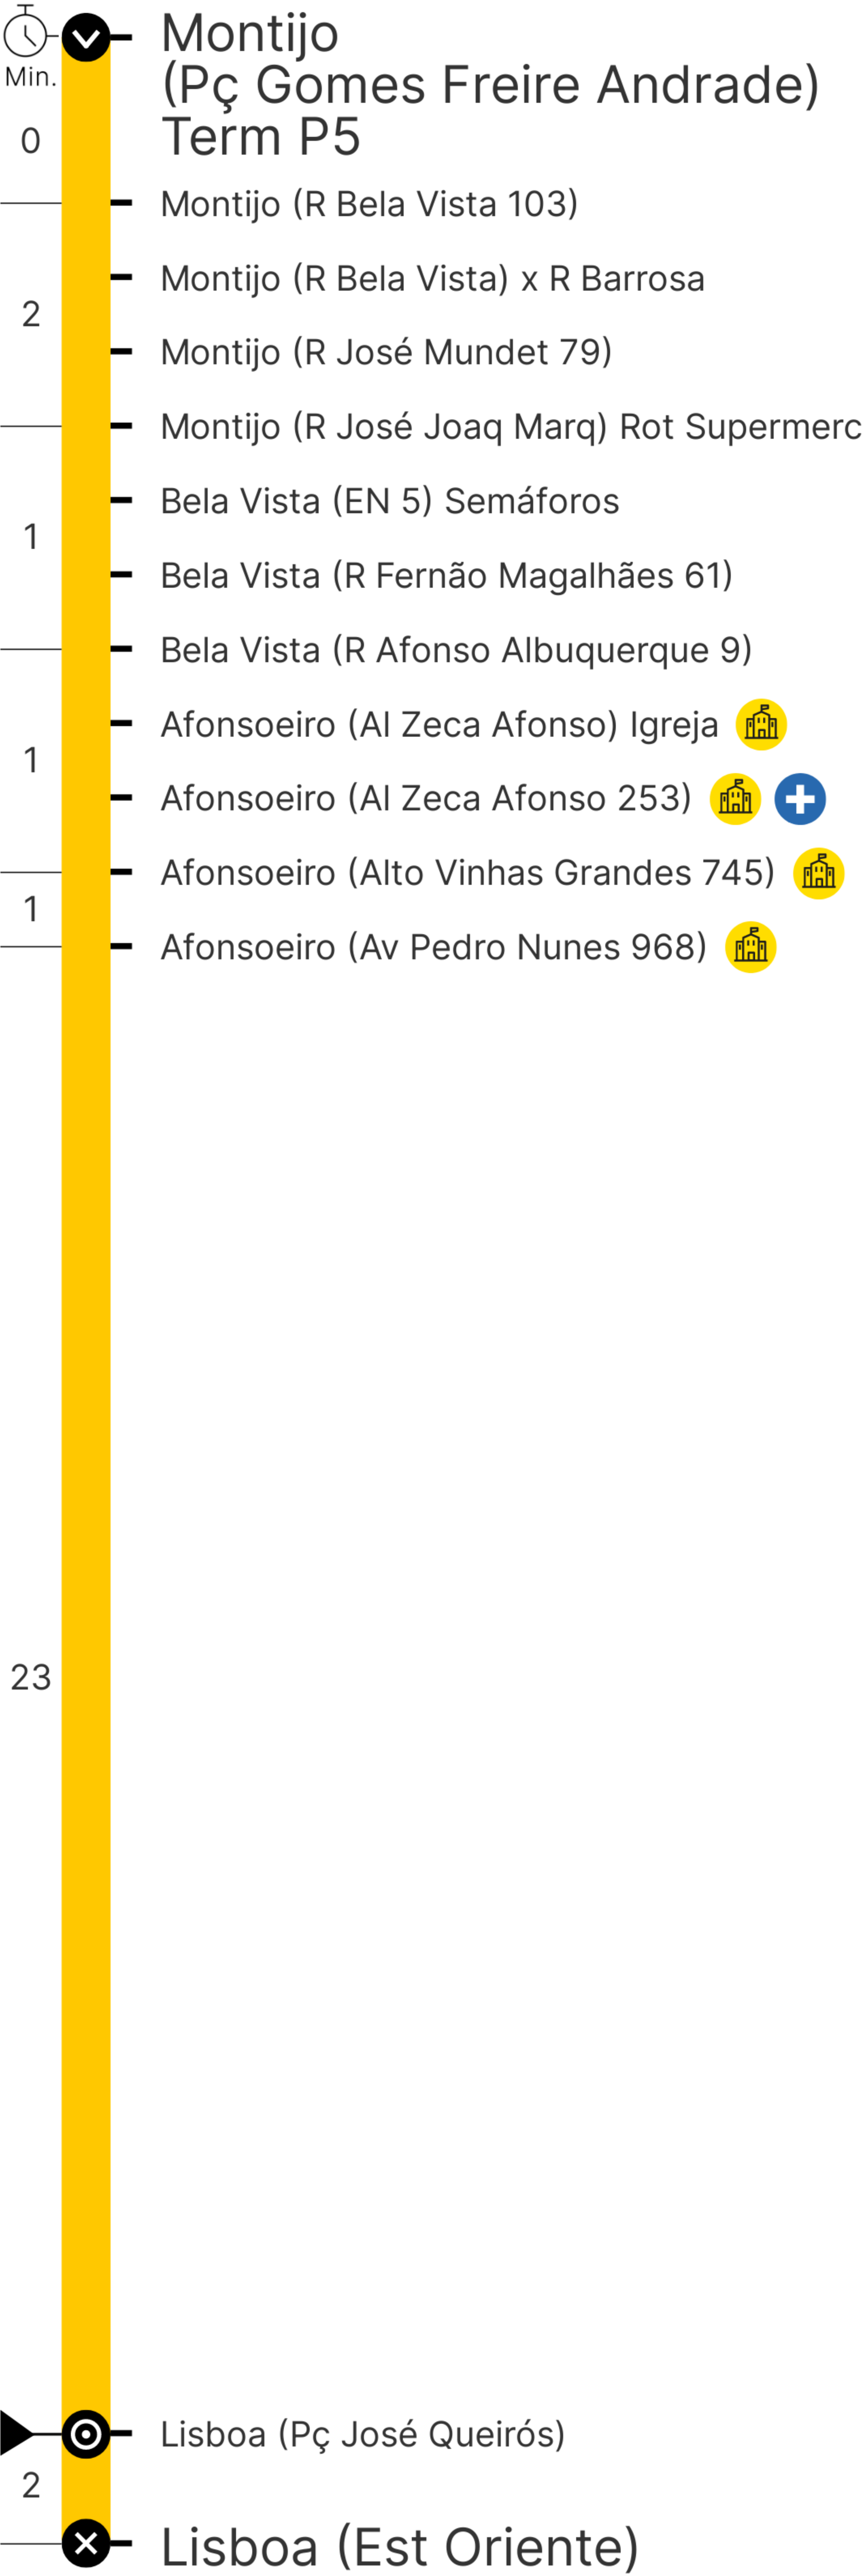 Montijo
(Pç Gomes Freire Andrade)
Term P5
Min.
0
Montijo (R Bela Vista 103)
Montijo (R Bela Vista) x R Barrosa
2
Montijo (R José Mundet 79)
Montijo (R José Joaq Marq) Rot Supermerc
Bela Vista (EN 5) Semáforos
1
Bela Vista (R Fernão Magalhães 61)
Bela Vista (R Afonso Albuquerque 9)
Afonsoeiro (Al Zeca Afonso) Igreja
1
Afonsoeiro (Al Zeca Afonso 253)
Afonsoeiro (Alto Vinhas Grandes 745)
1
Afonsoeiro (Av Pedro Nunes 968)
23
Lisboa (Pç José Queirós)
2
Lisboa (Est Oriente)